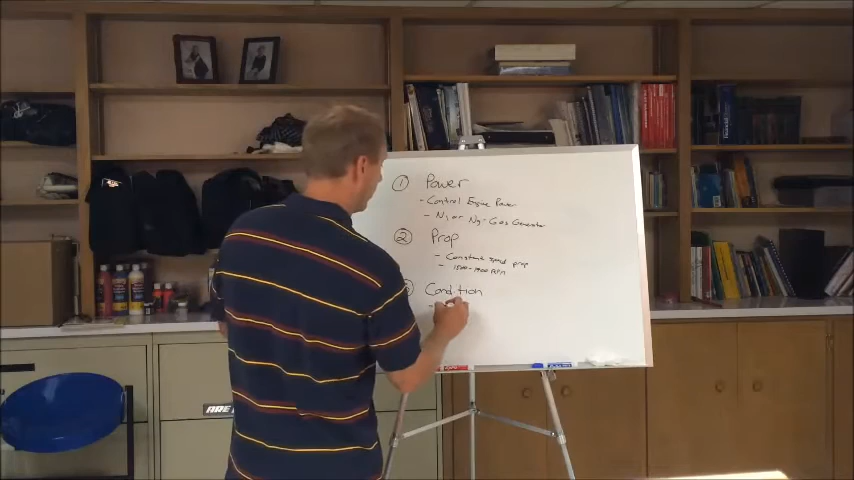 ① Power
- Control Engine Power
- N₁ or Ng - Gas Generator
② Prop
- Constant speed prop
- 1500-1900 RPM
Condition